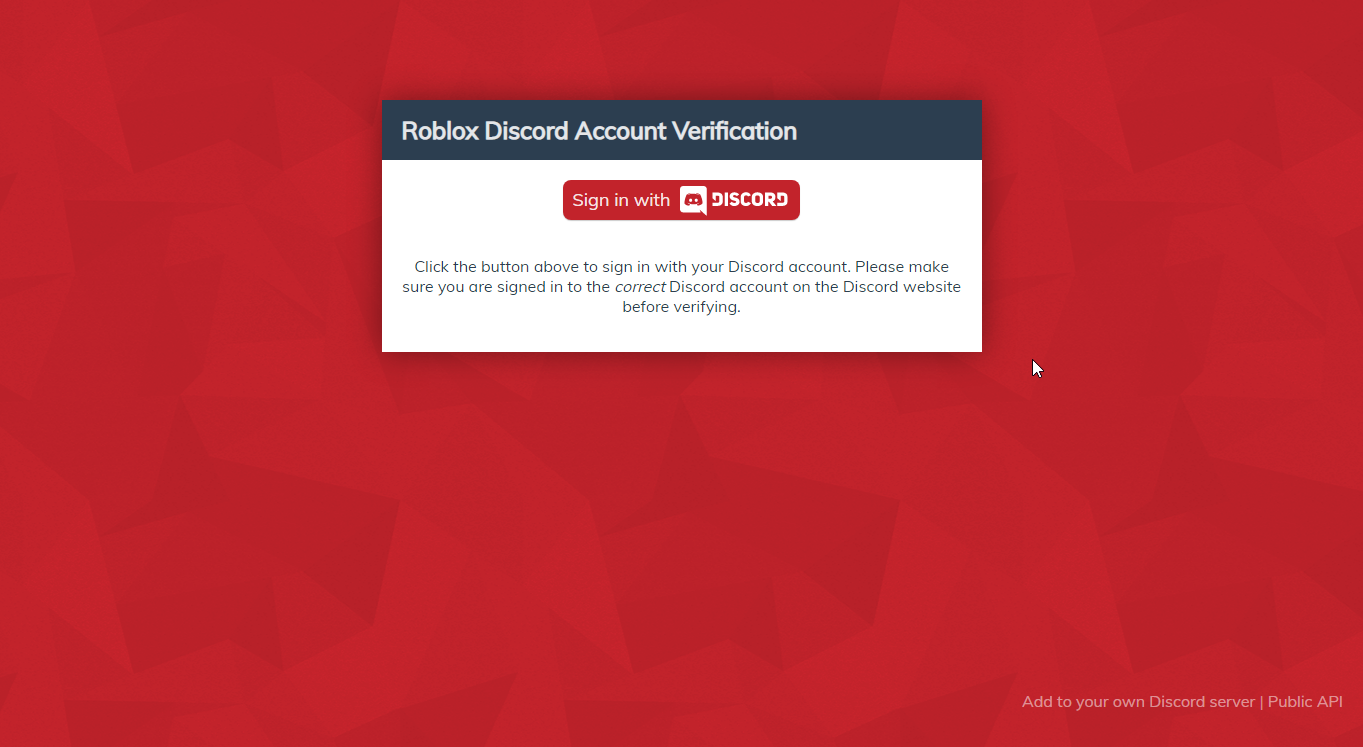 Roblox Discord Account Verification
Sign in with DISCORD
Click the button above to sign in with your Discord account. Please make
sure you are signed in to the correct Discord account on the Discord website
before verifying.
Add to your own Discord server | Public API